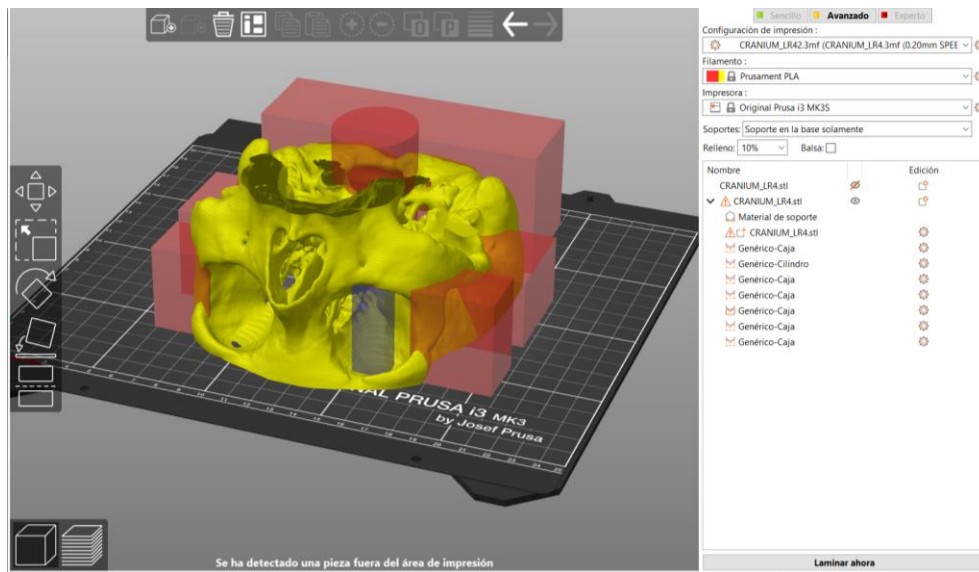 Sencillo Avanzado Experto
Configuración de impresión :
CRANIUM_LR42.3mf (CRANIUM_LR4.3mf (0.20mm SPEE
Filamento :
Prusament PLA
Impresora :
Original Prusa i3 MK3S
Soportes: Soporte en la base solamente
Relleno: 10% Balsa:
Nombre Edición
CRANIUM_LR4.stl
CRANIUM_LR4.stl
Material de soporte
CRANIUM_LR4.stl
Genérico-Caja
Genérico-Cilindro
Genérico-Caja
Genérico-Caja
Genérico-Caja
Genérico-Caja
Genérico-Caja
NAL PRUSA i3 MK3
by Josef Prusa
Se ha detectado una pieza fuera del área de impresión
Laminar ahora